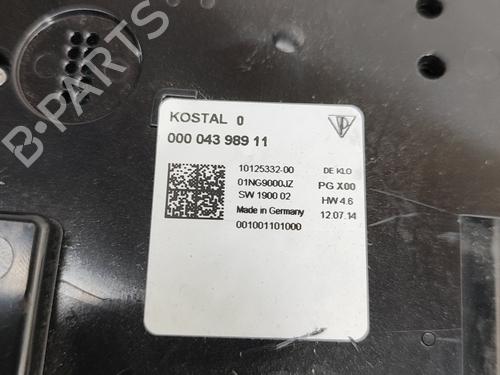 B-PARTS
KOSTAL 0
000 043 989 11
10125332-00 DE KLO
01NG9000JZ PG X00
SW 1900 02 HW 4.6
Made in Germany 12.07.14
001001101000